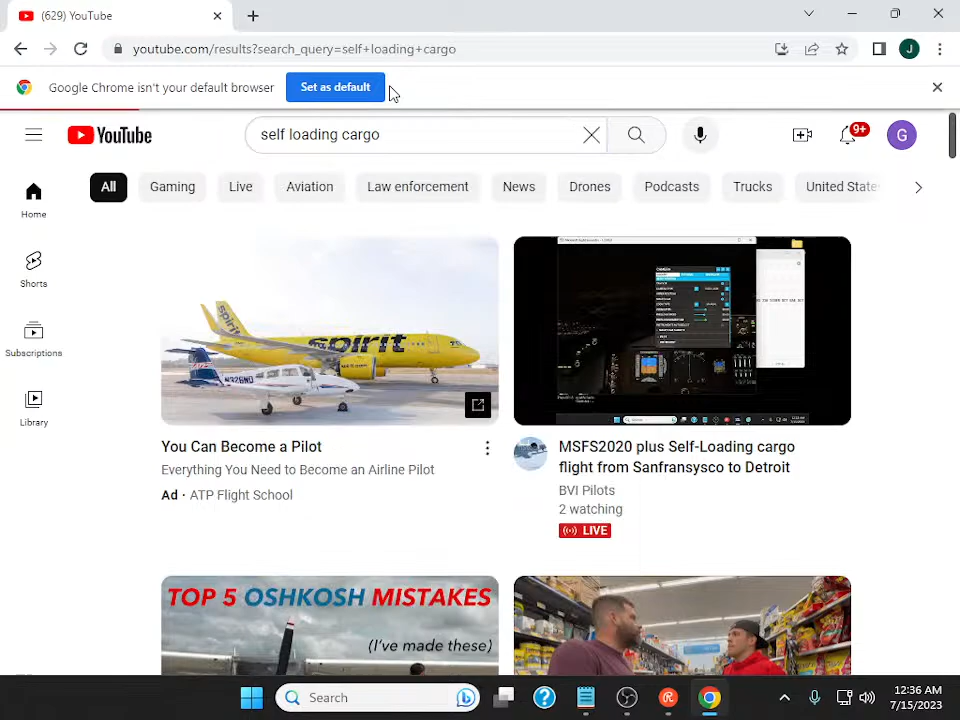 (629) YouTube
youtube.com/results?search_query=self+loading+cargo
J
Google Chrome isn't your default browser
Set as default
YouTube
self loading cargo
9+
G
All
Gaming
Live
Aviation
Law enforcement
News
Drones
Podcasts
Trucks
United State
Home
Shorts
Subscriptions
Library
spirit
spirit
N326ND
You Can Become a Pilot
Everything You Need to Become an Airline Pilot
Ad · ATP Flight School
MSFS2020 plus Self-Loading cargo
flight from Sanfransysco to Detroit
BVI Pilots
2 watching
LIVE
TOP 5 OSHKOSH MISTAKES
(I've made these)
Search
12:36 AM
7/15/2023